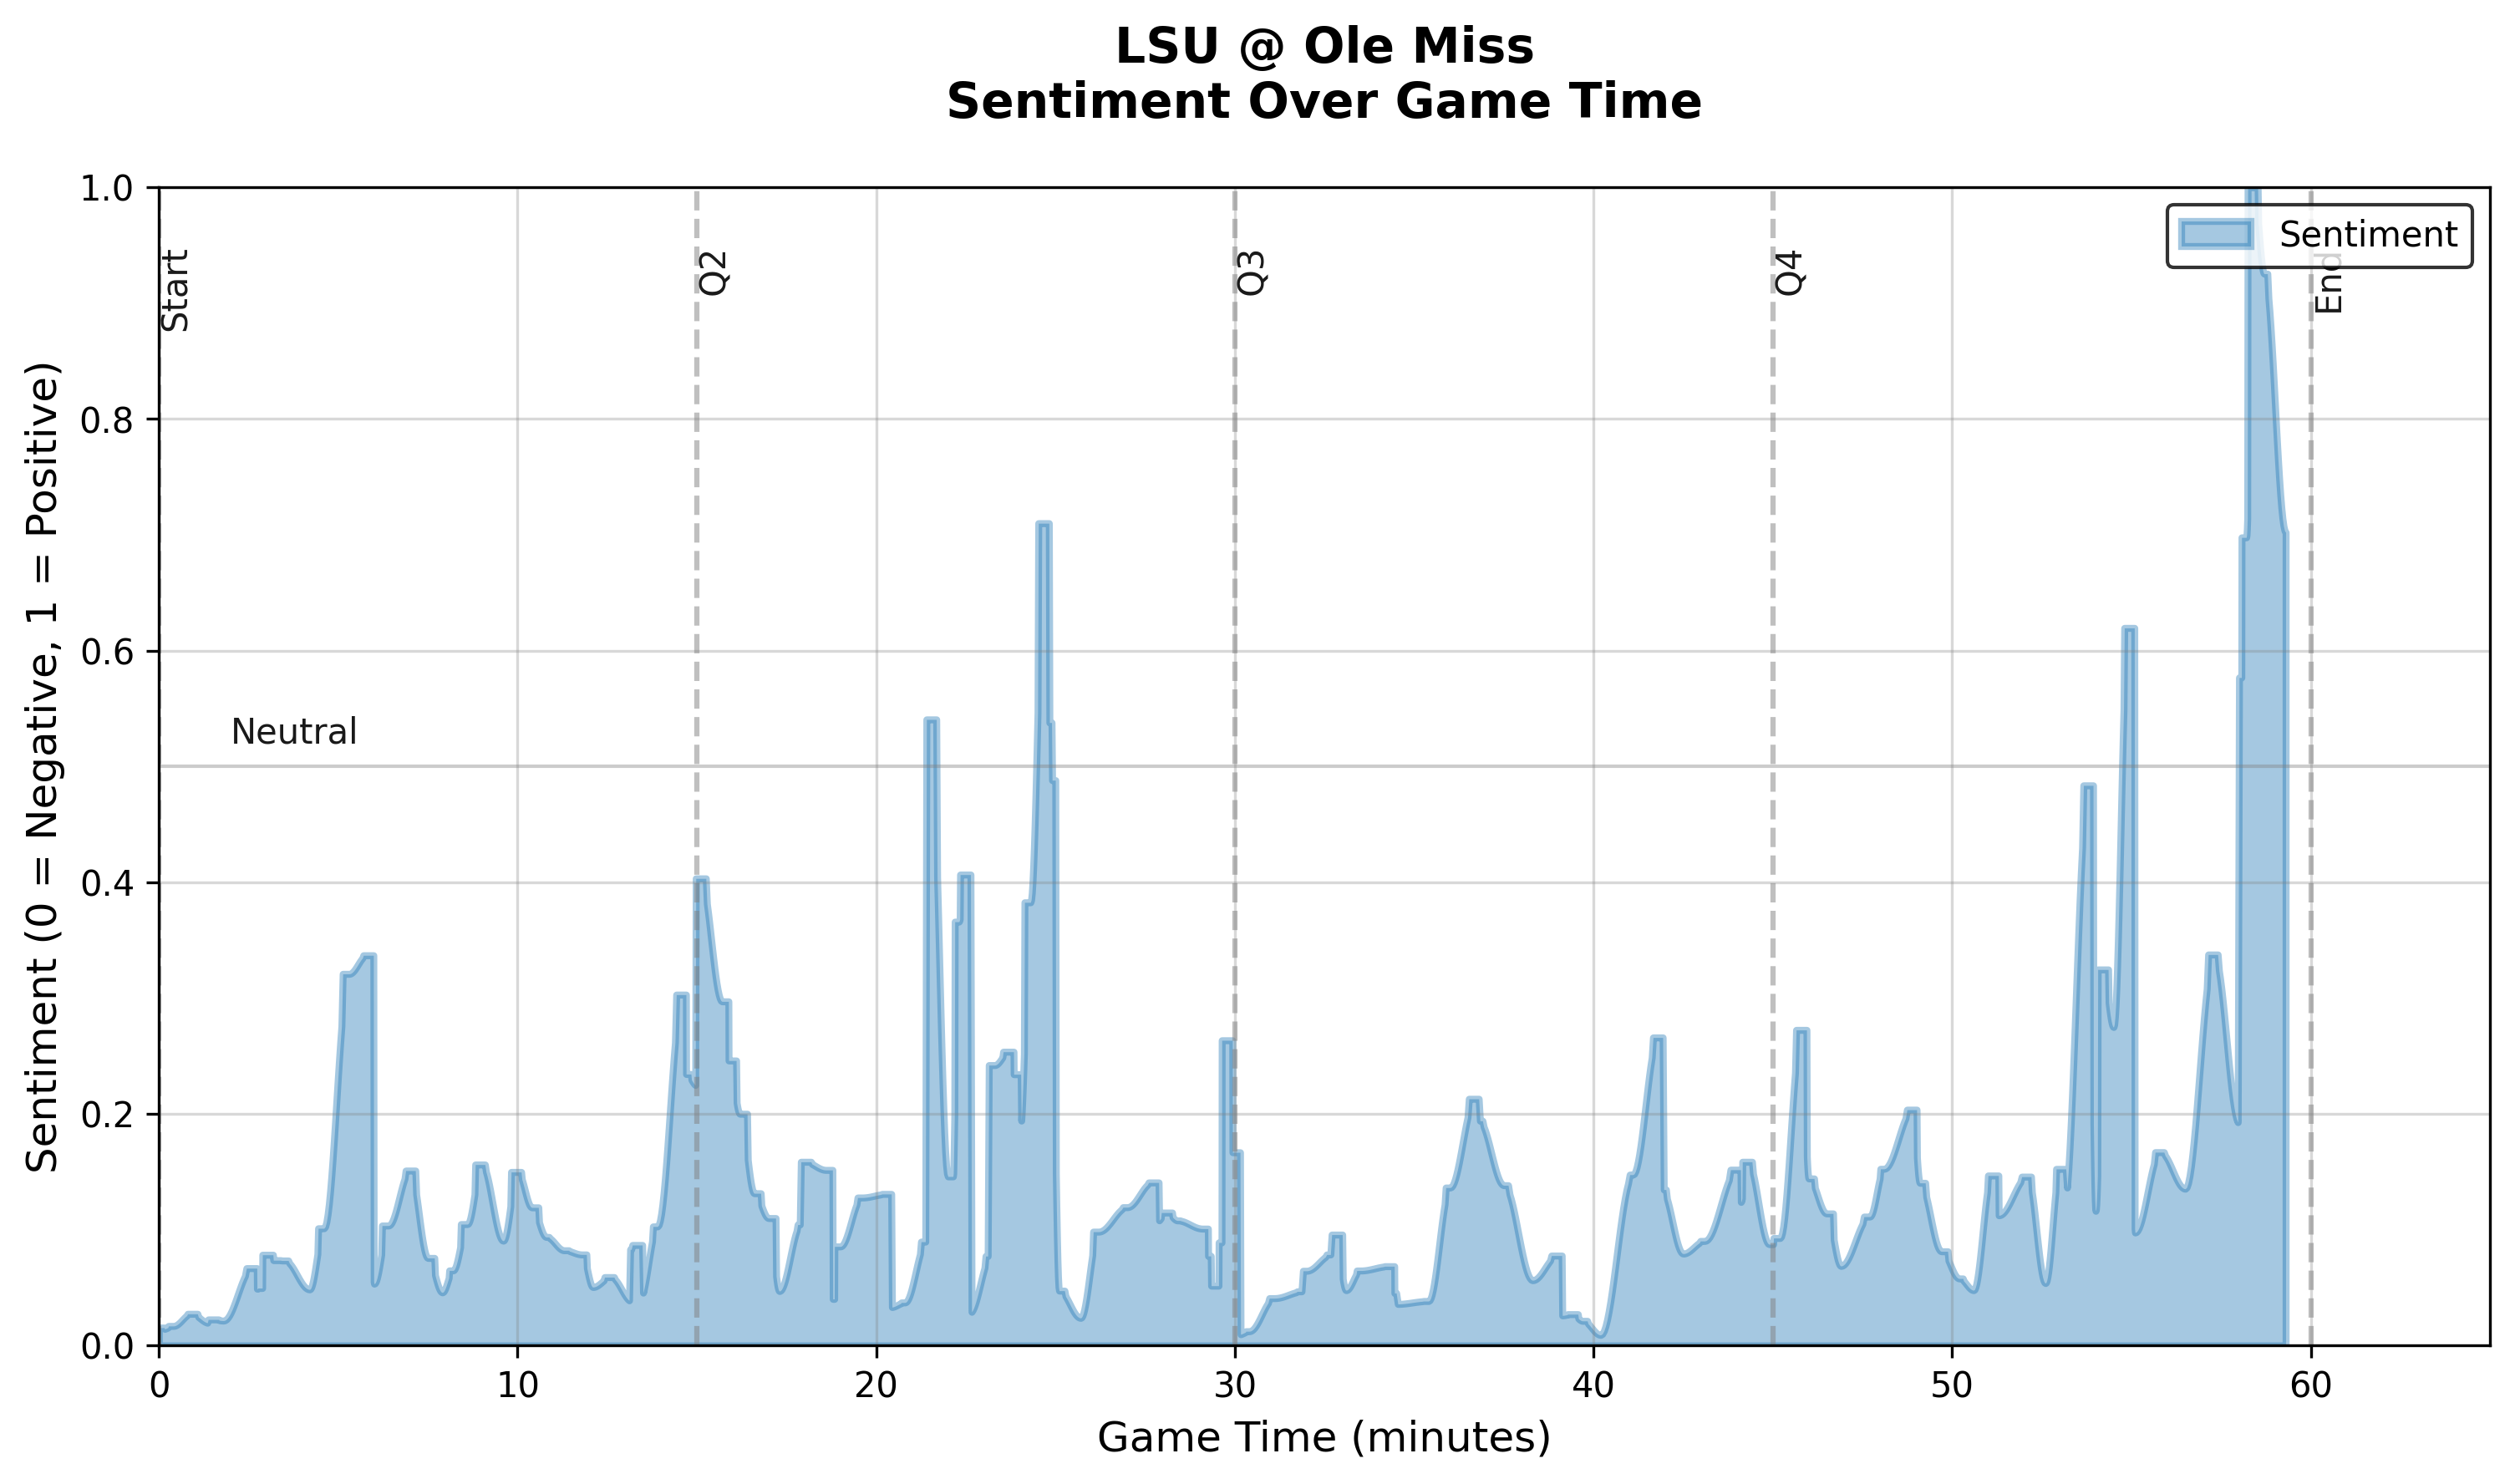 LSU @ Ole Miss
Sentiment Over Game Time
Sentiment (0 = Negative, 1 = Positive)
1.0
0.8
0.6
0.4
0.2
0.0
Start
Q2
Q3
Q4
End
Sentiment
Neutral
0
10
20
30
40
50
60
Game Time (minutes)